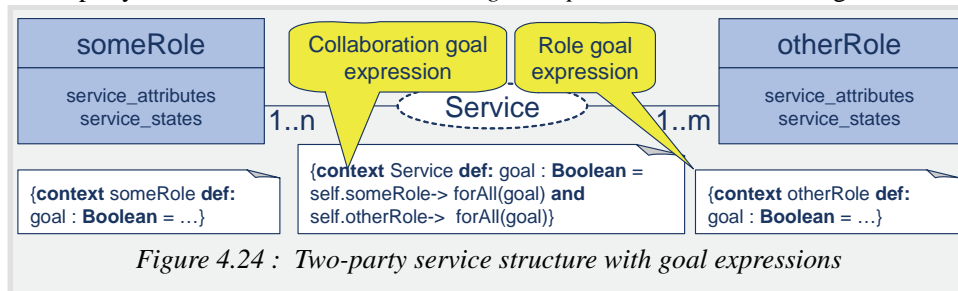 someRole
service_attributes
service_states
Collaboration goal
expression
Role goal
expression
otherRole
service_attributes
service_states
1..n
Service
1..m
{context someRole def:
goal : Boolean = …}
{context Service def: goal : Boolean =
self.someRole-> forAll(goal) and
self.otherRole-> forAll(goal)}
{context otherRole def:
goal : Boolean = …}
Figure 4.24 : Two-party service structure with goal expressions